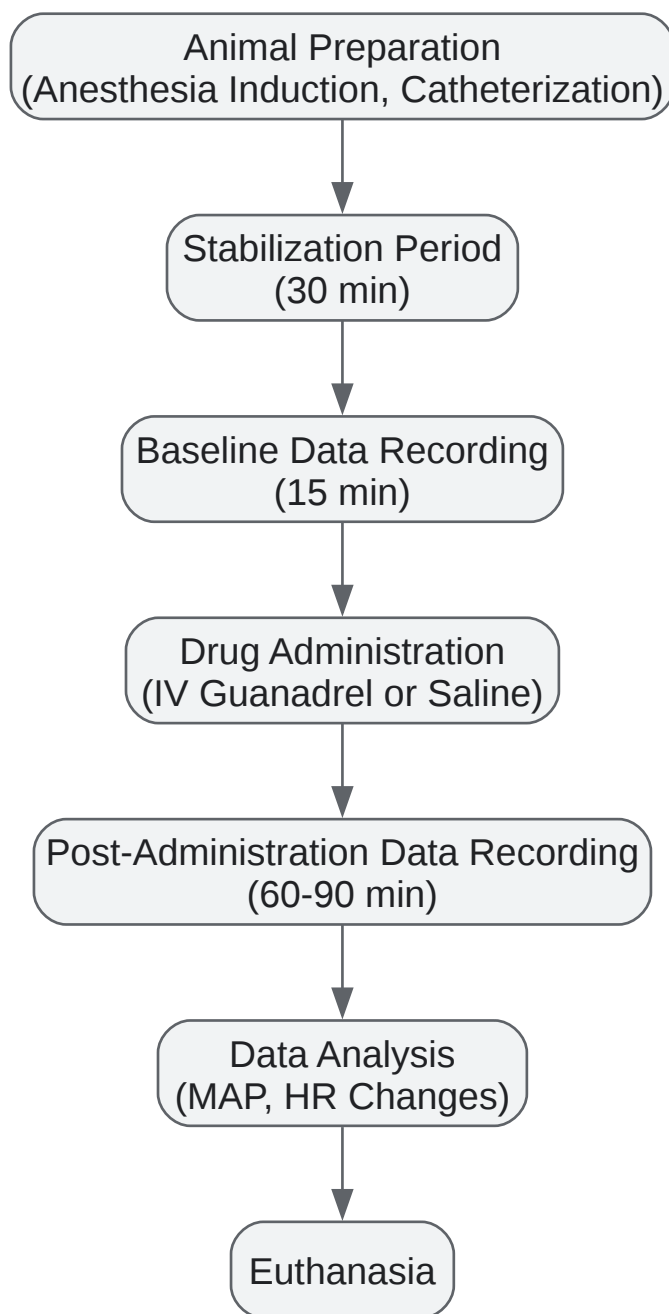 Animal Preparation
(Anesthesia Induction, Catheterization)
Stabilization Period
(30 min)
Baseline Data Recording
(15 min)
Drug Administration
(IV Guanadrel or Saline)
Post-Administration Data Recording
(60-90 min)
Data Analysis
(MAP, HR Changes)
Euthanasia